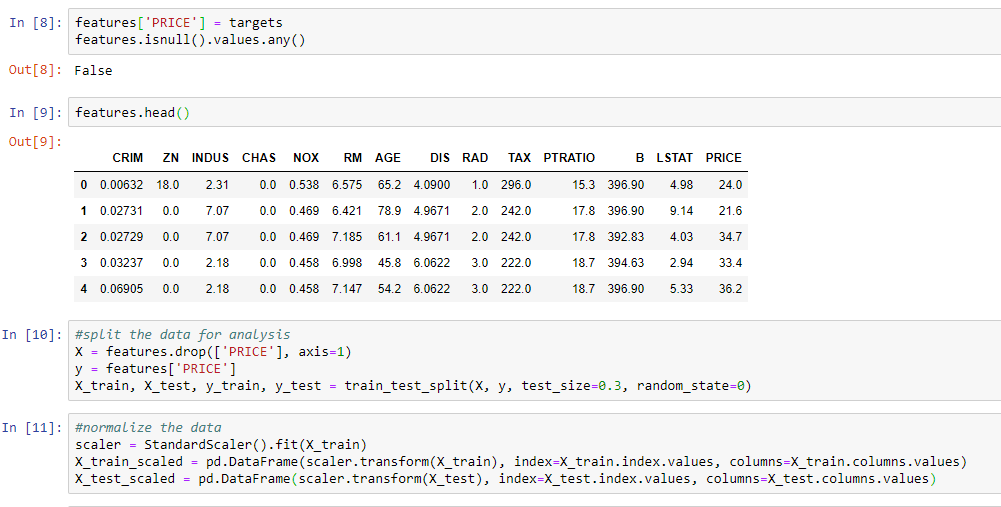 In [8]: features['PRICE'] = targets
features.isnull().values.any()
Out[8]: False
In [9]: features.head()
Out[9]:
CRIM ZN INDUS CHAS NOX RM AGE DIS RAD TAX PTRATIO B LSTAT PRICE
0 0.00632 18.0 2.31 0.0 0.538 6.575 65.2 4.0900 1.0 296.0 15.3 396.90 4.98 24.0
1 0.02731 0.0 7.07 0.0 0.469 6.421 78.9 4.9671 2.0 242.0 17.8 396.90 9.14 21.6
2 0.02729 0.0 7.07 0.0 0.469 7.185 61.1 4.9671 2.0 242.0 17.8 392.83 4.03 34.7
3 0.03237 0.0 2.18 0.0 0.458 6.998 45.8 6.0622 3.0 222.0 18.7 394.63 2.94 33.4
4 0.06905 0.0 2.18 0.0 0.458 7.147 54.2 6.0622 3.0 222.0 18.7 396.90 5.33 36.2
In [10]: #split the data for analysis
X = features.drop(['PRICE'], axis=1)
y = features['PRICE']
X_train, X_test, y_train, y_test = train_test_split(X, y, test_size=0.3, random_state=0)
In [11]: #normalize the data
scaler = StandardScaler().fit(X_train)
X_train_scaled = pd.DataFrame(scaler.transform(X_train), index=X_train.index.values, columns=X_train.columns.values)
X_test_scaled = pd.DataFrame(scaler.transform(X_test), index=X_test.index.values, columns=X_test.columns.values)